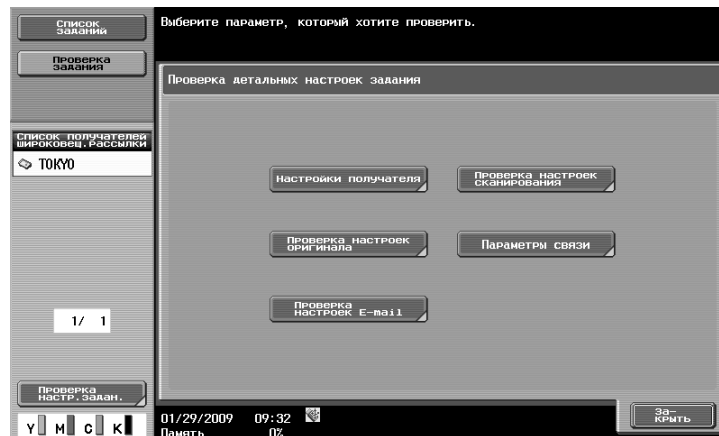 Список
заданий
Выберите параметр, который хотите проверить.
Проверка
задания
Проверка детальных настроек задания
Список получателей
широковещ.рассылки
TOKYO
Настройки получателя
Проверка настроек
сканирования
Проверка настроек
оригинала
Параметры связи
Проверка
настроек E-mail
1/ 1
Проверка
настр.задан.
За-
крыть
01/29/2009 09:32
Память 0%
Y M C K